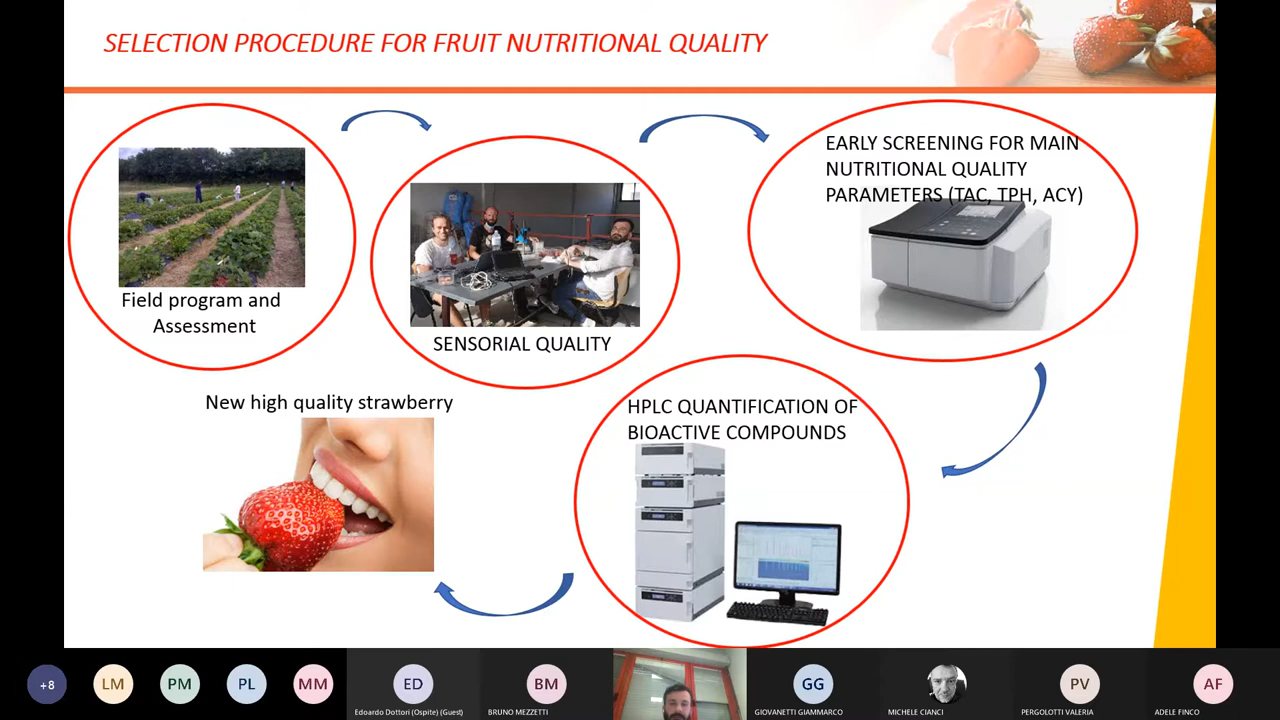 SELECTION PROCEDURE FOR FRUIT NUTRITIONAL QUALITY
Field program and
Assessment
SENSORIAL QUALITY
EARLY SCREENING FOR MAIN
NUTRITIONAL QUALITY
PARAMETERS (TAC, TPH, ACY)
HPLC QUANTIFICATION OF
BIOACTIVE COMPOUNDS
New high quality strawberry
+8
LM
PM
PL
MM
ED
Edoardo Dottori (Ospite) (Guest)
BM
BRUNO MEZZETTI
GG
GIOVANETTI GIAMMARCO
MICHELE CIANCI
PV
PERGOLOTTI VALERIA
AF
ADELE FINCO